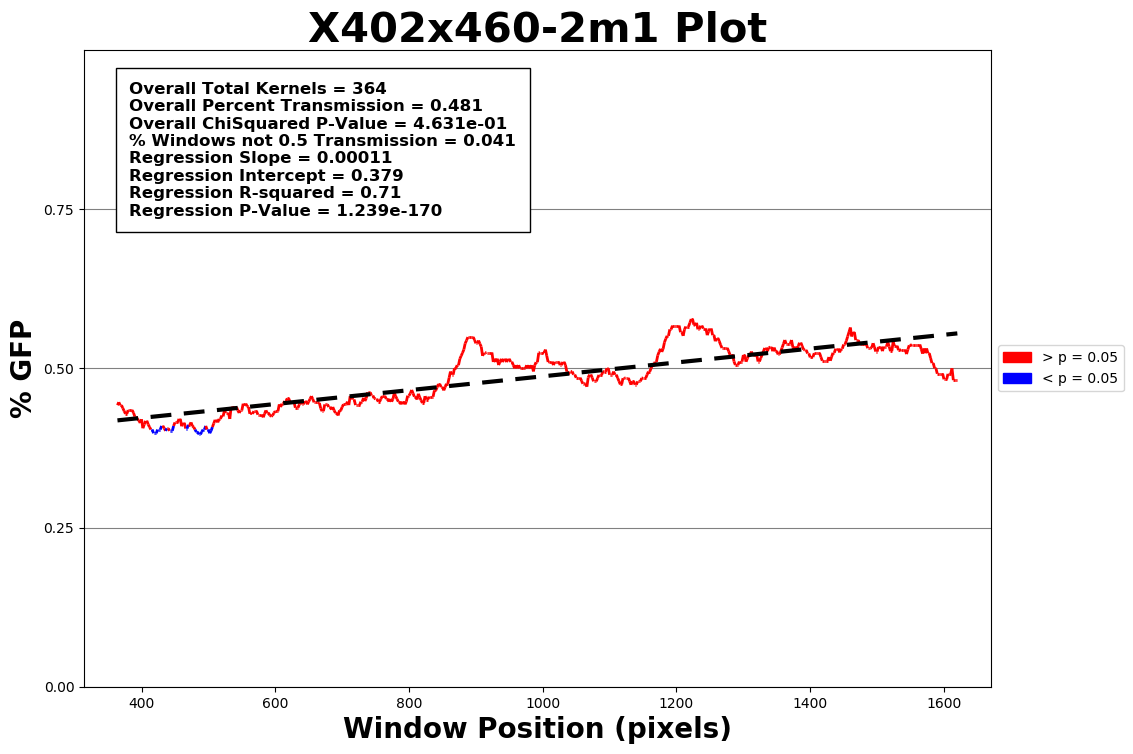 X402x460-2m1 Plot
Overall Total Kernels = 364
Overall Percent Transmission = 0.481
Overall ChiSquared P-Value = 4.631e-01
% Windows not 0.5 Transmission = 0.041
Regression Slope = 0.00011
Regression Intercept = 0.379
Regression R-squared = 0.71
Regression P-Value = 1.239e-170
% GFP
0.75
0.50
0.25
0.00
> p = 0.05
< p = 0.05
400 600 800 1000 1200 1400 1600
Window Position (pixels)